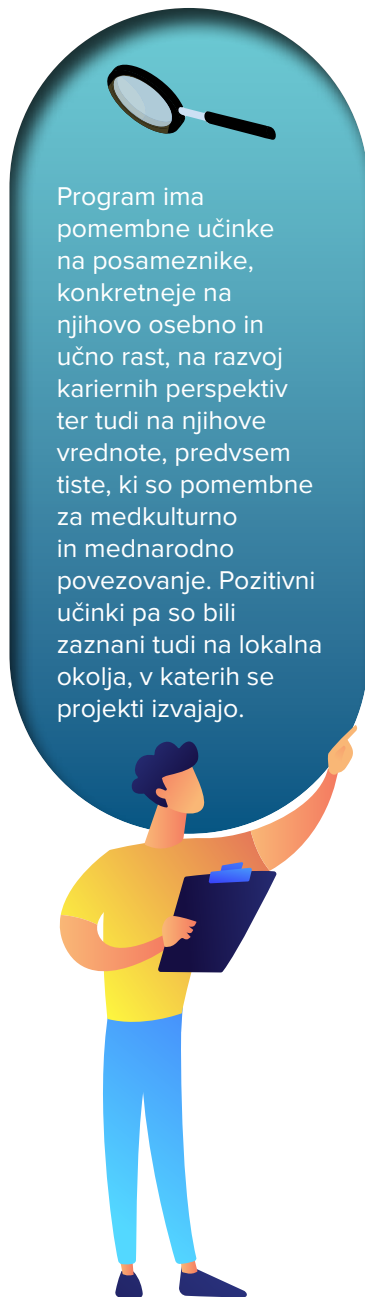 Program ima
pomembne učinke
na posameznike,
konkretneje na
njihovo osebno in
učno rast, na razvoj
kariernih perspektiv
ter tudi na njihove
vrednote, predvsem
tiste, ki so pomembne
za medkulturno
in mednarodno
povezovanje. Pozitivni
učinki pa so bili
zaznani tudi na lokalna
okolja, v katerih se
projekti izvajajo.